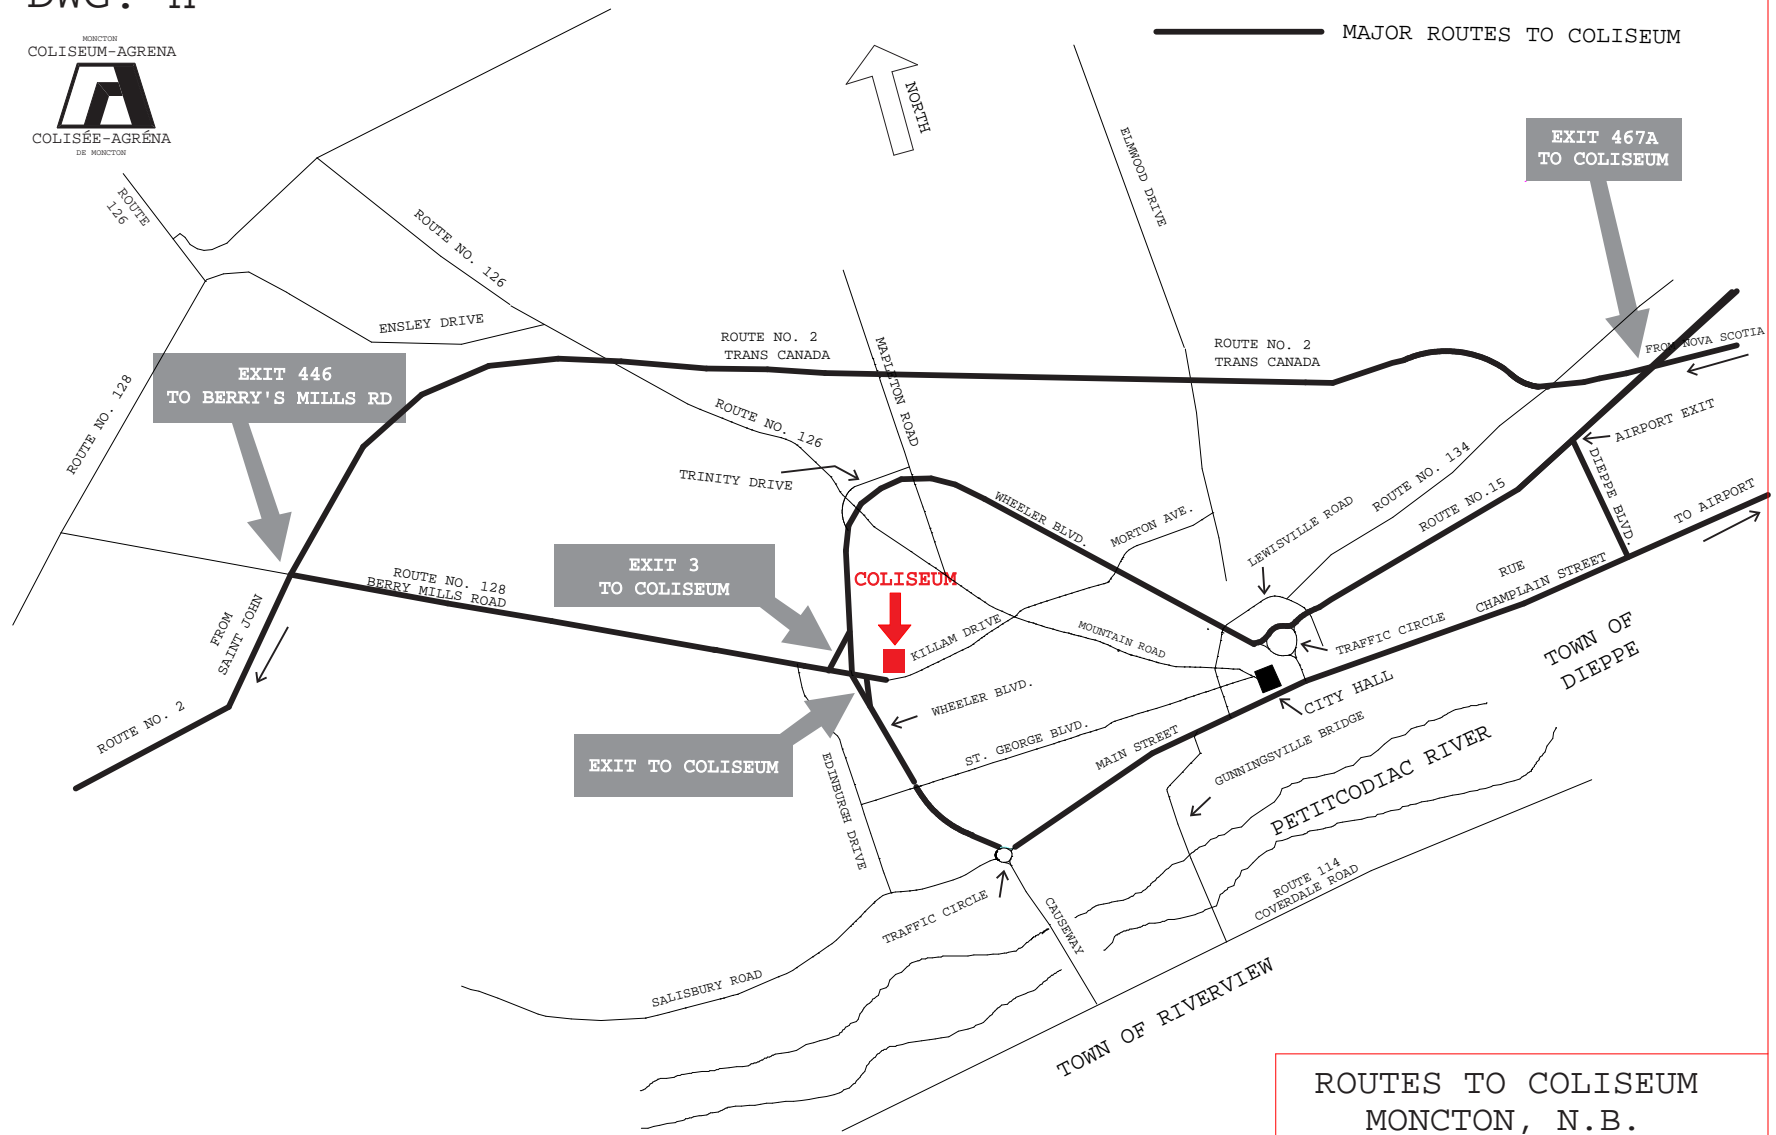 MONCTON
COLISEUM-AGRENA
COLISÉE-AGRÉNA
DE MONCTON
MAJOR ROUTES TO COLISEUM
NORTH
ELMWOOD DRIVE
EXIT 467A
TO COLISEUM
ROUTE
126
ROUTE NO. 126
ENSLEY DRIVE
ROUTE NO. 2
TRANS CANADA
MAPLETON ROAD
ROUTE NO. 2
TRANS CANADA
FROM NOVA SCOTIA
EXIT 446
TO BERRY'S MILLS RD
ROUTE NO. 128
ROUTE NO. 126
AIRPORT EXIT
TRINITY DRIVE
WHEELER BLVD.
MORTON AVE.
LEWISVILLE ROAD
ROUTE NO. 134
ROUTE NO.15
DIEPPE BLVD.
TO AIRPORT
EXIT 3
TO COLISEUM
COLISEUM
ROUTE NO. 128
BERRY MILLS ROAD
FROM
SAINT JOHN
KILLAM DRIVE
MOUNTAIN ROAD
RUE
CHAMPLAIN STREET
TRAFFIC CIRCLE
TOWN OF
DIEPPE
ROUTE NO. 2
WHEELER BLVD.
CITY HALL
ST. GEORGE BLVD.
MAIN STREET
GUNNINGSVILLE BRIDGE
PETITCODIAC RIVER
EXIT TO COLISEUM
EDINBURGH DRIVE
ROUTE 114
COVERDALE ROAD
TRAFFIC CIRCLE
CAUSEWAY
SALISBURY ROAD
TOWN OF RIVERVIEW
ROUTES TO COLISEUM
MONCTON, N.B.